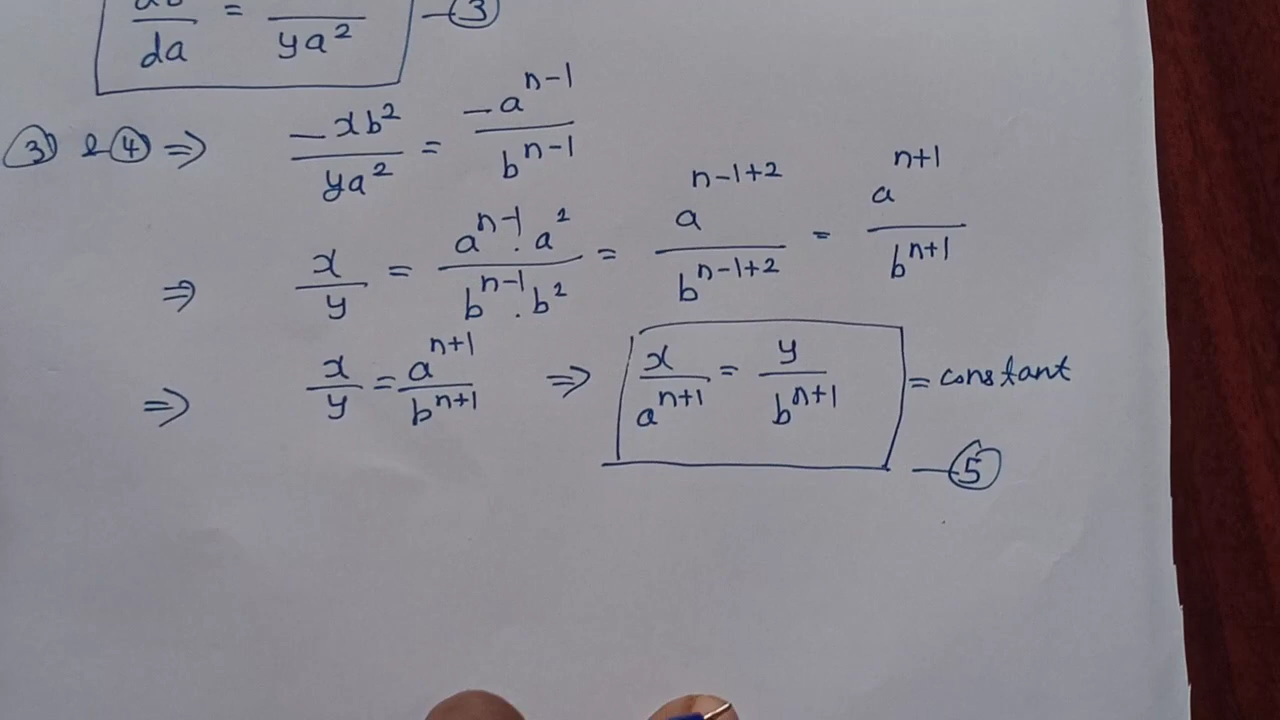 da = ya² —③
③ & ④ ⇒ -xb²/ya² = -a^(n-1)/b^(n-1)
⇒ x/y = a^(n-1).a²/b^(n-1).b² = a^(n-1+2)/b^(n-1+2) = a^(n+1)/b^(n+1)
⇒ x/y = a^(n+1)/b^(n+1) ⇒ x/a^(n+1) = y/b^(n+1) = constant
—⑤